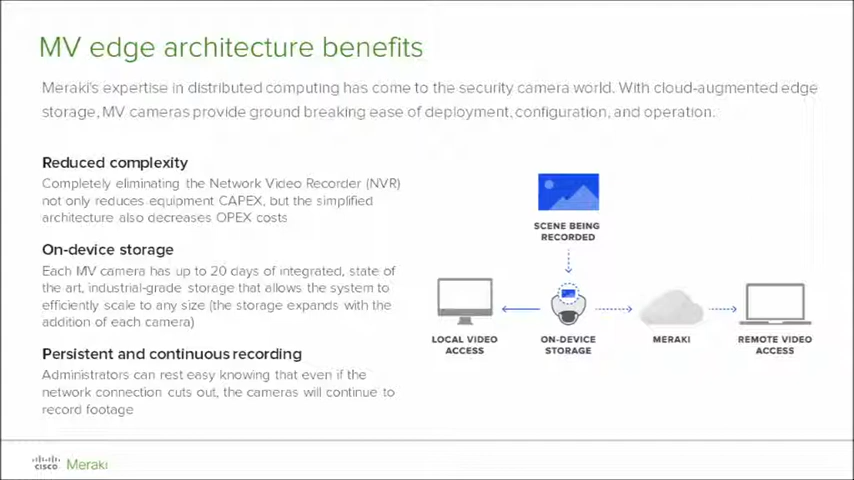 MV edge architecture benefits
Meraki's expertise in distributed computing has come to the security camera world. With cloud-augmented edge
storage, MV cameras provide ground breaking ease of deployment, configuration, and operation.
Reduced complexity
Completely eliminating the Network Video Recorder (NVR)
not only reduces equipment CAPEX, but the simplified
architecture also decreases OPEX costs
On-device storage
Each MV camera has up to 20 days of integrated, state of
the art, industrial-grade storage that allows the system to
efficiently scale to any size (the storage expands with the
addition of each camera)
Persistent and continuous recording
Administrators can rest easy knowing that even if the
network connection cuts out, the cameras will continue to
record footage
SCENE BEING
RECORDED
LOCAL VIDEO
ACCESS
ON-DEVICE
STORAGE
MERAKI
REMOTE VIDEO
ACCESS
CISCO Meraki